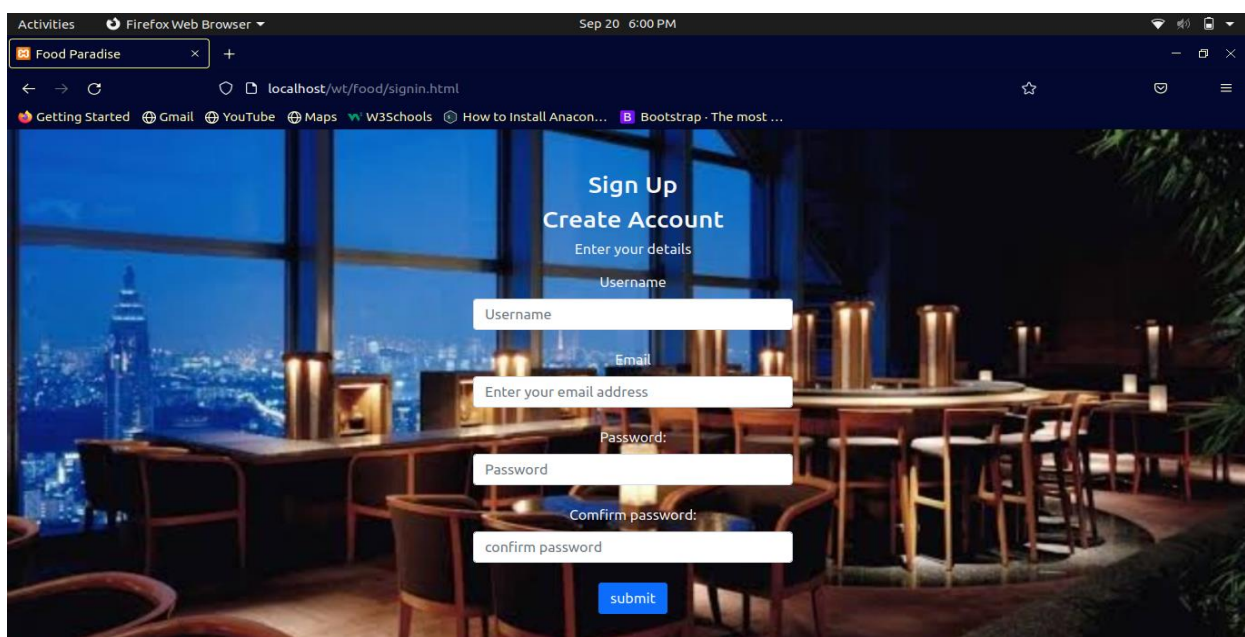 Activities Firefox Web Browser Sep 20 6:00 PM
Food Paradise
localhost/wt/food/signin.html
Getting Started Gmail YouTube Maps W3Schools How to Install Anacon... B Bootstrap · The most ...
Sign Up
Create Account
Enter your details
Username
Username
Email
Enter your email address
Password:
Password
Comfirm password:
confirm password
submit